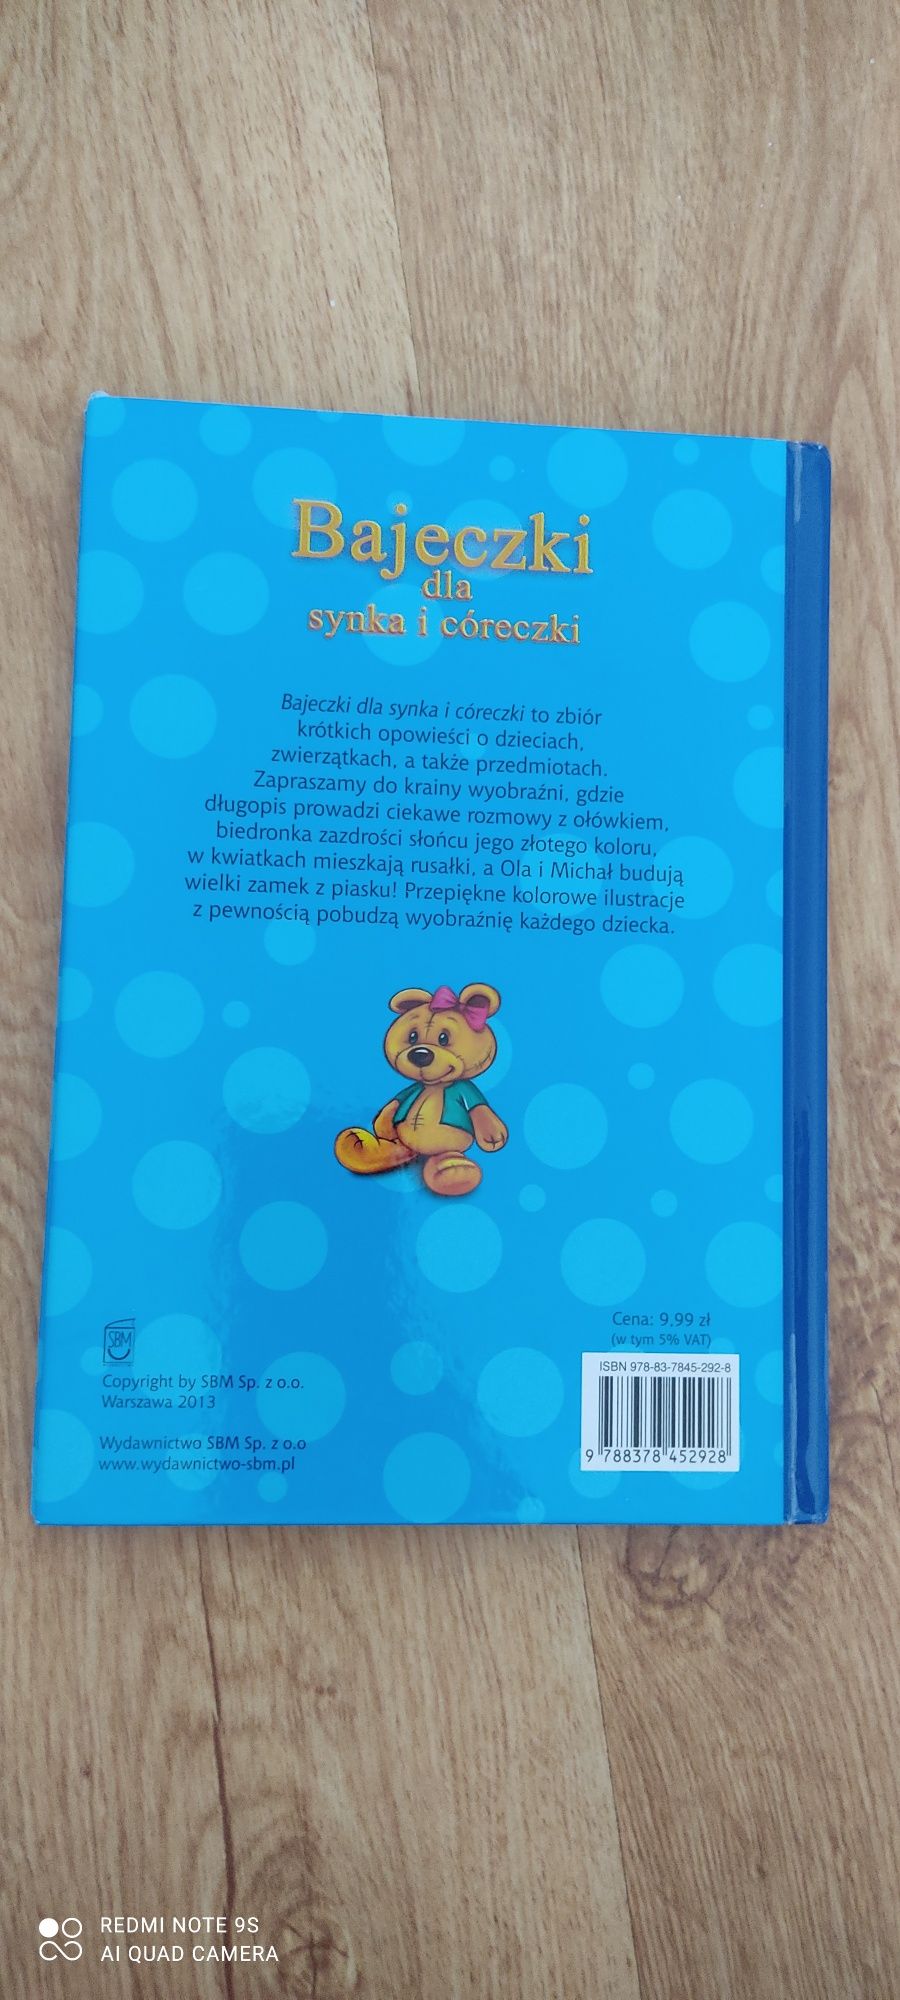 Bajeczki
dla
synka i córeczki
Bajeczki dla synka i córeczki to zbiór
krótkich opowieści o dzieciach,
zwierzątkach, a także przedmiotach.
Zapraszamy do krainy wyobraźni, gdzie
długopis prowadzi ciekawe rozmowy z ołówkiem,
biedronka zazdrości słońcu jego złotego koloru,
w kwiatkach mieszkają rusałki, a Ola i Michał budują
wielki zamek z piasku! Przepiękne kolorowe ilustracje
z pewnością pobudzą wyobraźnię każdego dziecka.
SBM
Copyright by SBM Sp. z o.o.
Warszawa 2013
Wydawnictwo SBM Sp. z o.o
www.wydawnictwo-sbm.pl
Cena: 9,99 zł
(w tym 5% VAT)
ISBN 978-83-7845-292-8
9 788378 452928
REDMI NOTE 9S
AI QUAD CAMERA